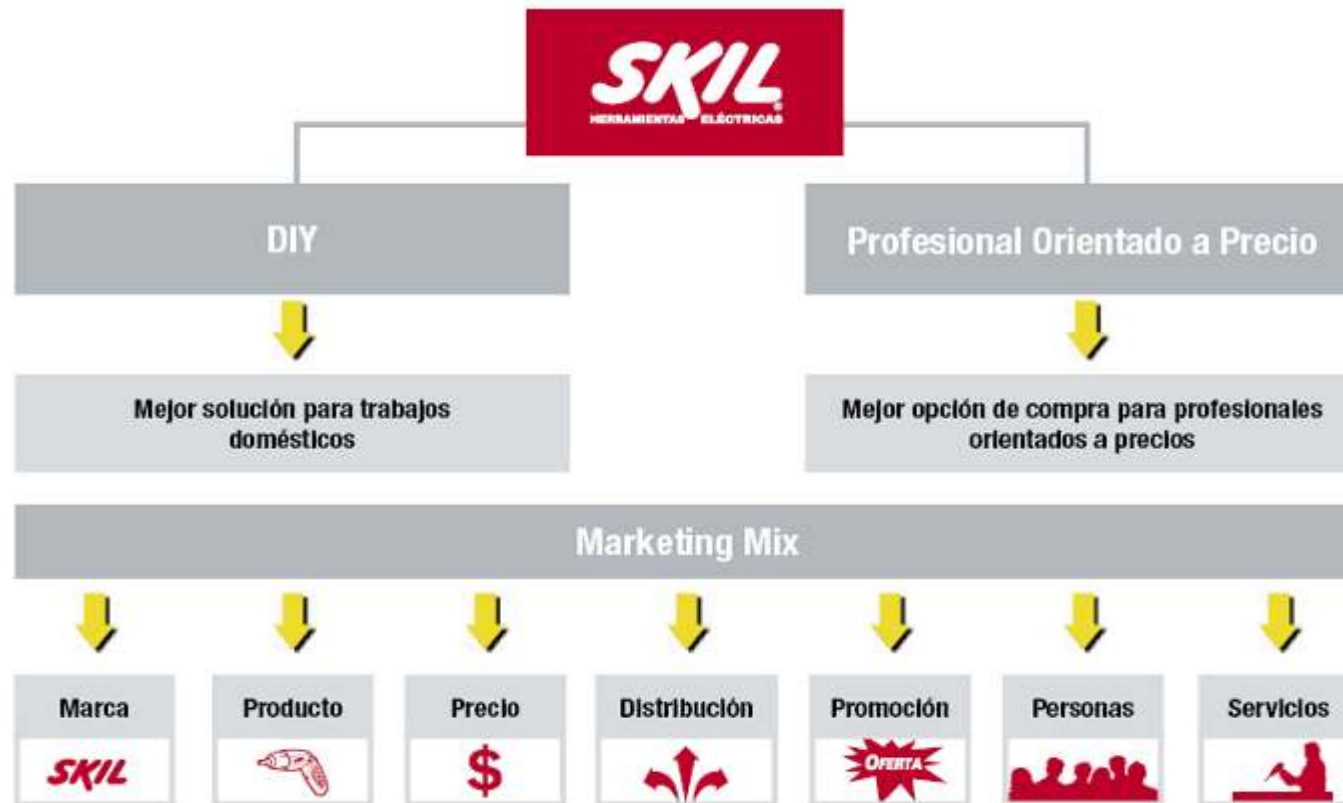 SKIL®
HERRAMIENTAS ELÉCTRICAS
DIY
Profesional Orientado a Precio
Mejor solución para trabajos
domésticos
Mejor opción de compra para profesionales
orientados a precios
Marketing Mix
Marca
Producto
Precio
Distribución
Promoción
Personas
Servicios
SKIL
$
OFERTA